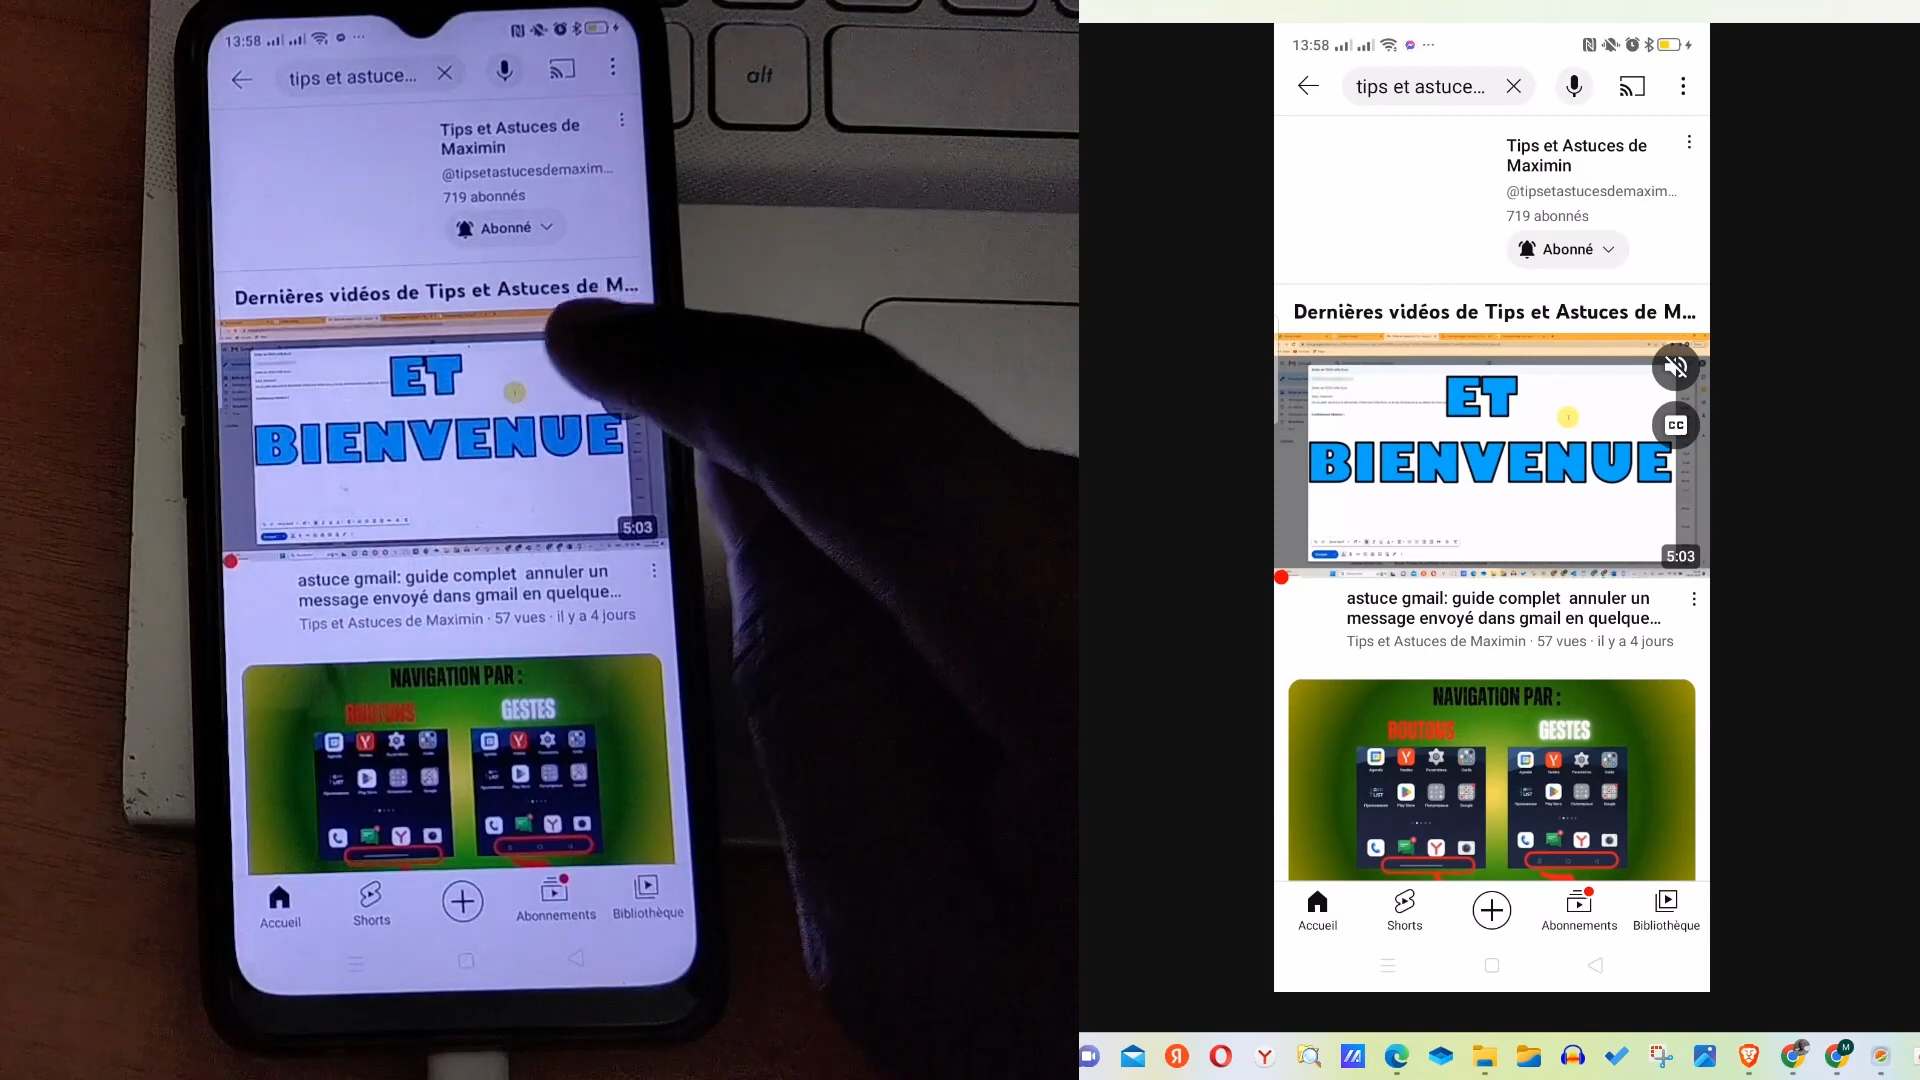 13:58
tips et astuce...
Tips et Astuces de
Maximin
@tipsetastucesdemaxim...
719 abonnés
Abonné
Dernières vidéos de Tips et Astuces de M...
ET
BIENVENUE
5:03
astuce gmail: guide complet annuler un
message envoyé dans gmail en quelque...
Tips et Astuces de Maximin · 57 vues · il y a 4 jours
NAVIGATION PAR :
BOUTONS
GESTES
Accueil
Shorts
Abonnements
Bibliothèque
alt
13:58
tips et astuce...
Tips et Astuces de
Maximin
@tipsetastucesdemaxim...
719 abonnés
Abonné
Dernières vidéos de Tips et Astuces de M...
ET
BIENVENUE
CC
5:03
astuce gmail: guide complet annuler un
message envoyé dans gmail en quelque...
Tips et Astuces de Maximin · 57 vues · il y a 4 jours
NAVIGATION PAR :
BOUTONS
GESTES
Accueil
Shorts
Abonnements
Bibliothèque